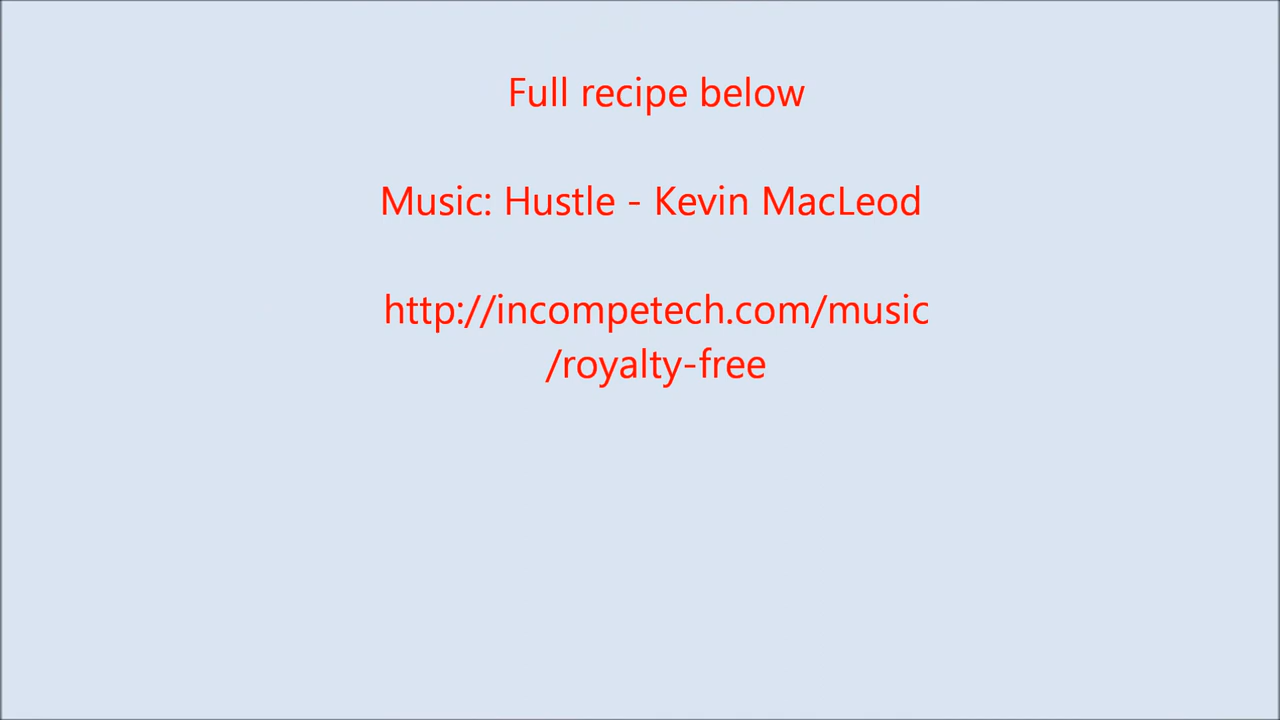 Full recipe below
Music: Hustle - Kevin MacLeod
http://incompetech.com/music
/royalty-free